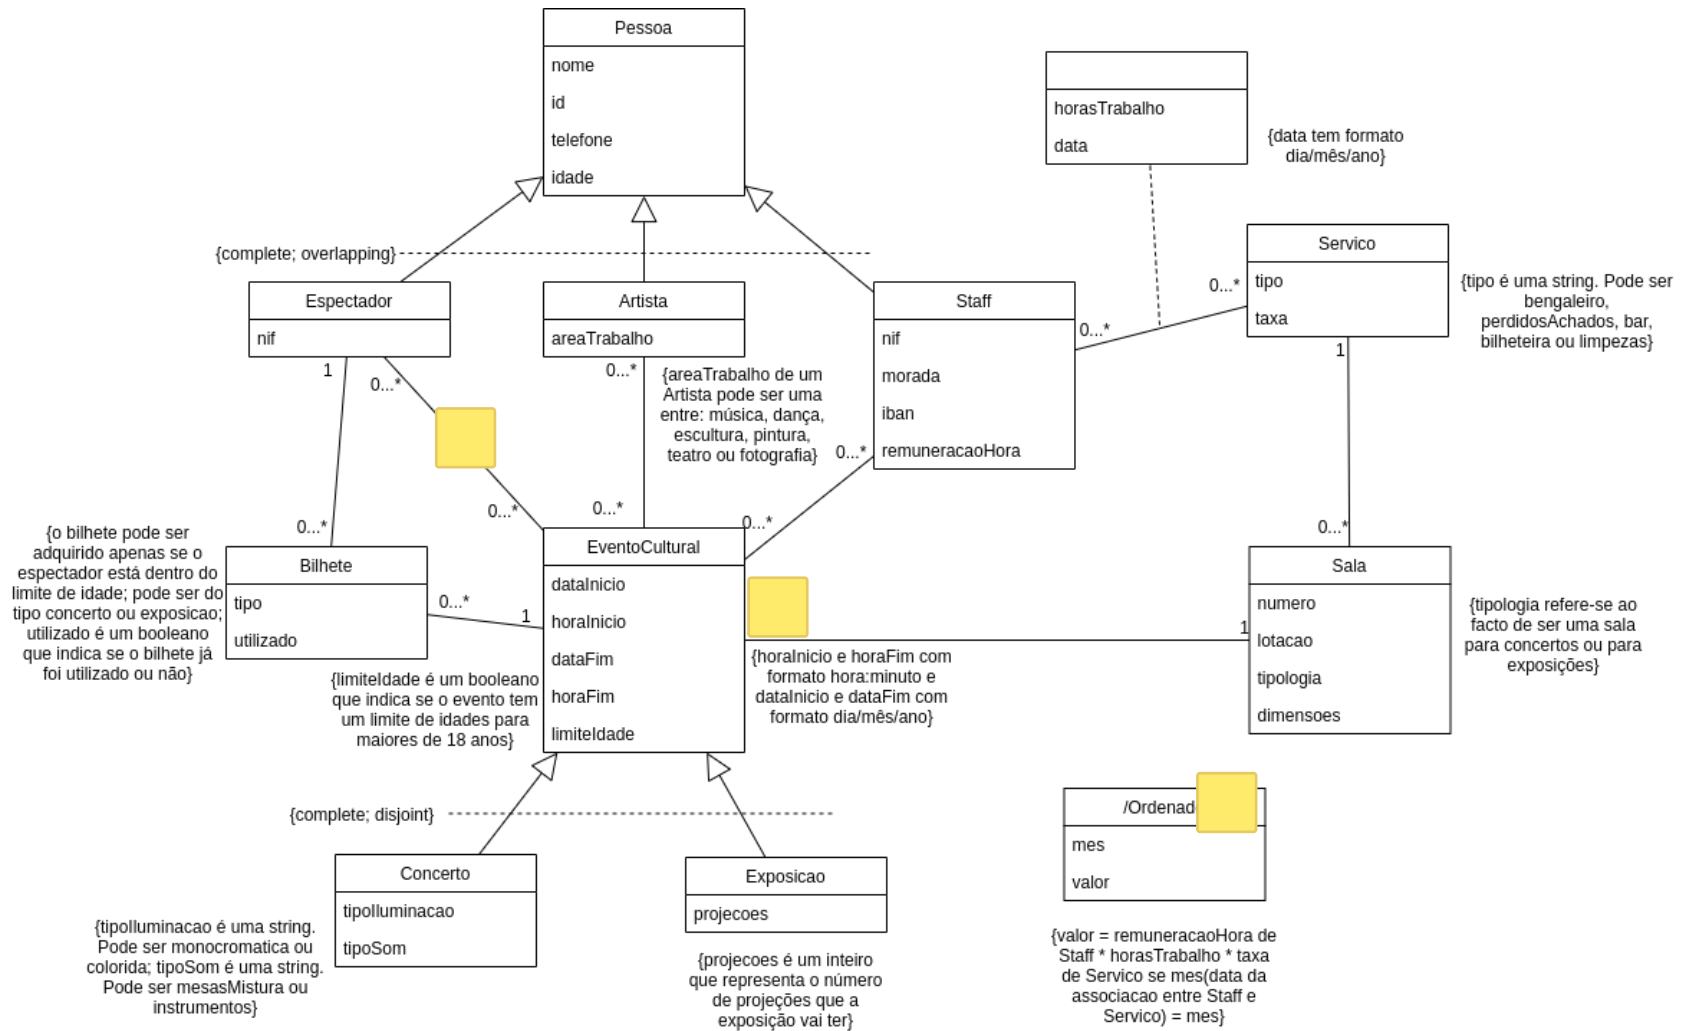 Pessoa
nome
id
telefone
idade
horasTrabalho
data
{data tem formato
dia/mês/ano}
{complete; overlapping}
Espectador
nif
Artista
areaTrabalho
Staff
nif
morada
iban
remuneracaoHora
Servico
tipo
taxa
{tipo é uma string. Pode ser
bengaleiro,
perdidosAchados, bar,
bilheteira ou limpezas}
0...*
0...*
1
0...*
0...*
{areaTrabalho de um
Artista pode ser uma
entre: música, dança,
escultura, pintura,
teatro ou fotografia}
0...*
1
0...*
0...*
0...*
0...*
0...*
{o bilhete pode ser
adquirido apenas se o
espectador está dentro do
limite de idade; pode ser do
tipo concerto ou exposicao;
utilizado é um booleano
que indica se o bilhete já
foi utilizado ou não}
Bilhete
tipo
utilizado
0...*
1
EventoCultural
dataInicio
horaInicio
dataFim
horaFim
limiteIdade
1
Sala
numero
lotacao
tipologia
dimensoes
{tipologia refere-se ao
facto de ser uma sala
para concertos ou para
exposições}
{limiteIdade é um booleano
que indica se o evento tem
um limite de idades para
maiores de 18 anos}
{horaInicio e horaFim com
formato hora:minuto e
dataInicio e dataFim com
formato dia/mês/ano}
{complete; disjoint}
Concerto
tipoIluminacao
tipoSom
Exposicao
projecoes
mes
valor
{tipoIluminacao é uma string.
Pode ser monocromatica ou
colorida; tipoSom é uma string.
Pode ser mesasMistura ou
instrumentos}
{projecoes é um inteiro
que representa o número
de projeções que a
exposição vai ter}
{valor = remuneracaoHora de
Staff * horasTrabalho * taxa
de Servico se mes(data da
associacao entre Staff e
Servico) = mes}